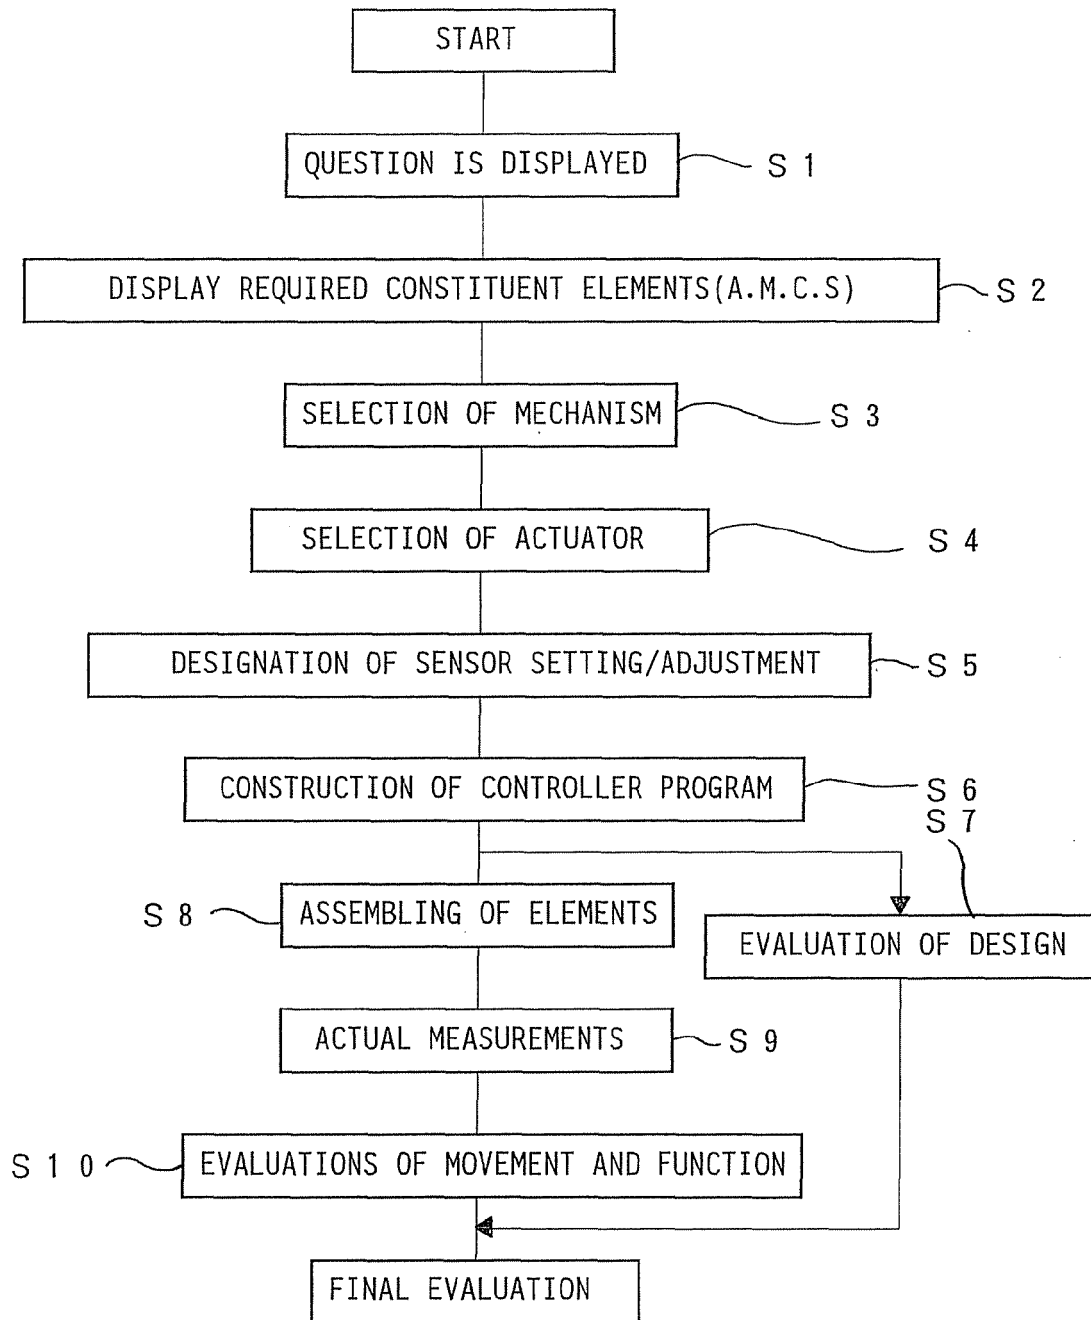 START
QUESTION IS DISPLAYED
S 1
DISPLAY REQUIRED CONSTITUENT ELEMENTS(A.M.C.S)
S 2
SELECTION OF MECHANISM
S 3
SELECTION OF ACTUATOR
S 4
DESIGNATION OF SENSOR SETTING/ADJUSTMENT
S 5
CONSTRUCTION OF CONTROLLER PROGRAM
S 6
S 7
S 8
ASSEMBLING OF ELEMENTS
EVALUATION OF DESIGN
ACTUAL MEASUREMENTS
S 9
S 1 0
EVALUATIONS OF MOVEMENT AND FUNCTION
FINAL EVALUATION